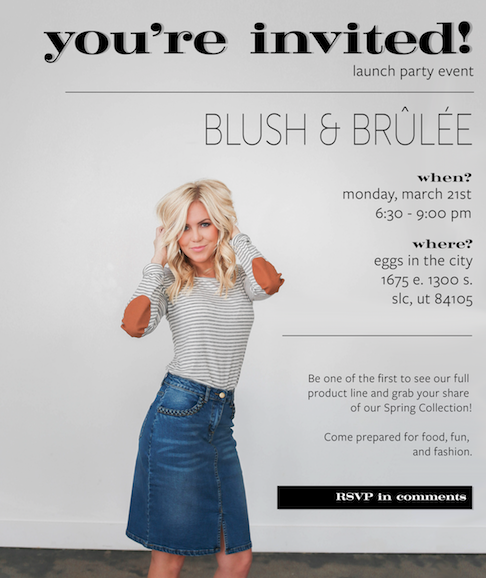 you're invited!
launch party event
BLUSH & BRÛLÉE
when?
monday, march 21st
6:30 - 9:00 pm
where?
eggs in the city
1675 e. 1300 s.
slc, ut 84105
Be one of the first to see our full
product line and grab your share
of our Spring Collection!
Come prepared for food, fun,
and fashion.
RSVP in comments